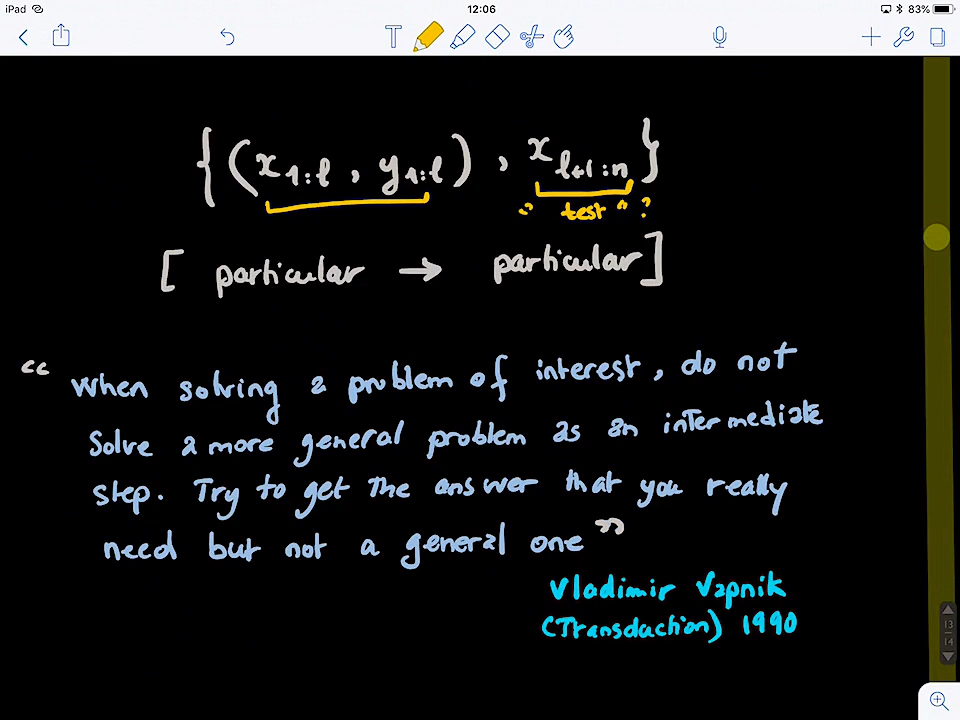 iPad 12:06 83%
T
{(x₁:ℓ , y₁:ℓ) , xℓ+1:n}
" test " ?
[ particular → particular ]
“ When solving a problem of interest, do not
solve a more general problem as an intermediate
step. Try to get the answer that you really
need but not a general one ”
Vladimir Vapnik
(Transduction) 1990
13
14